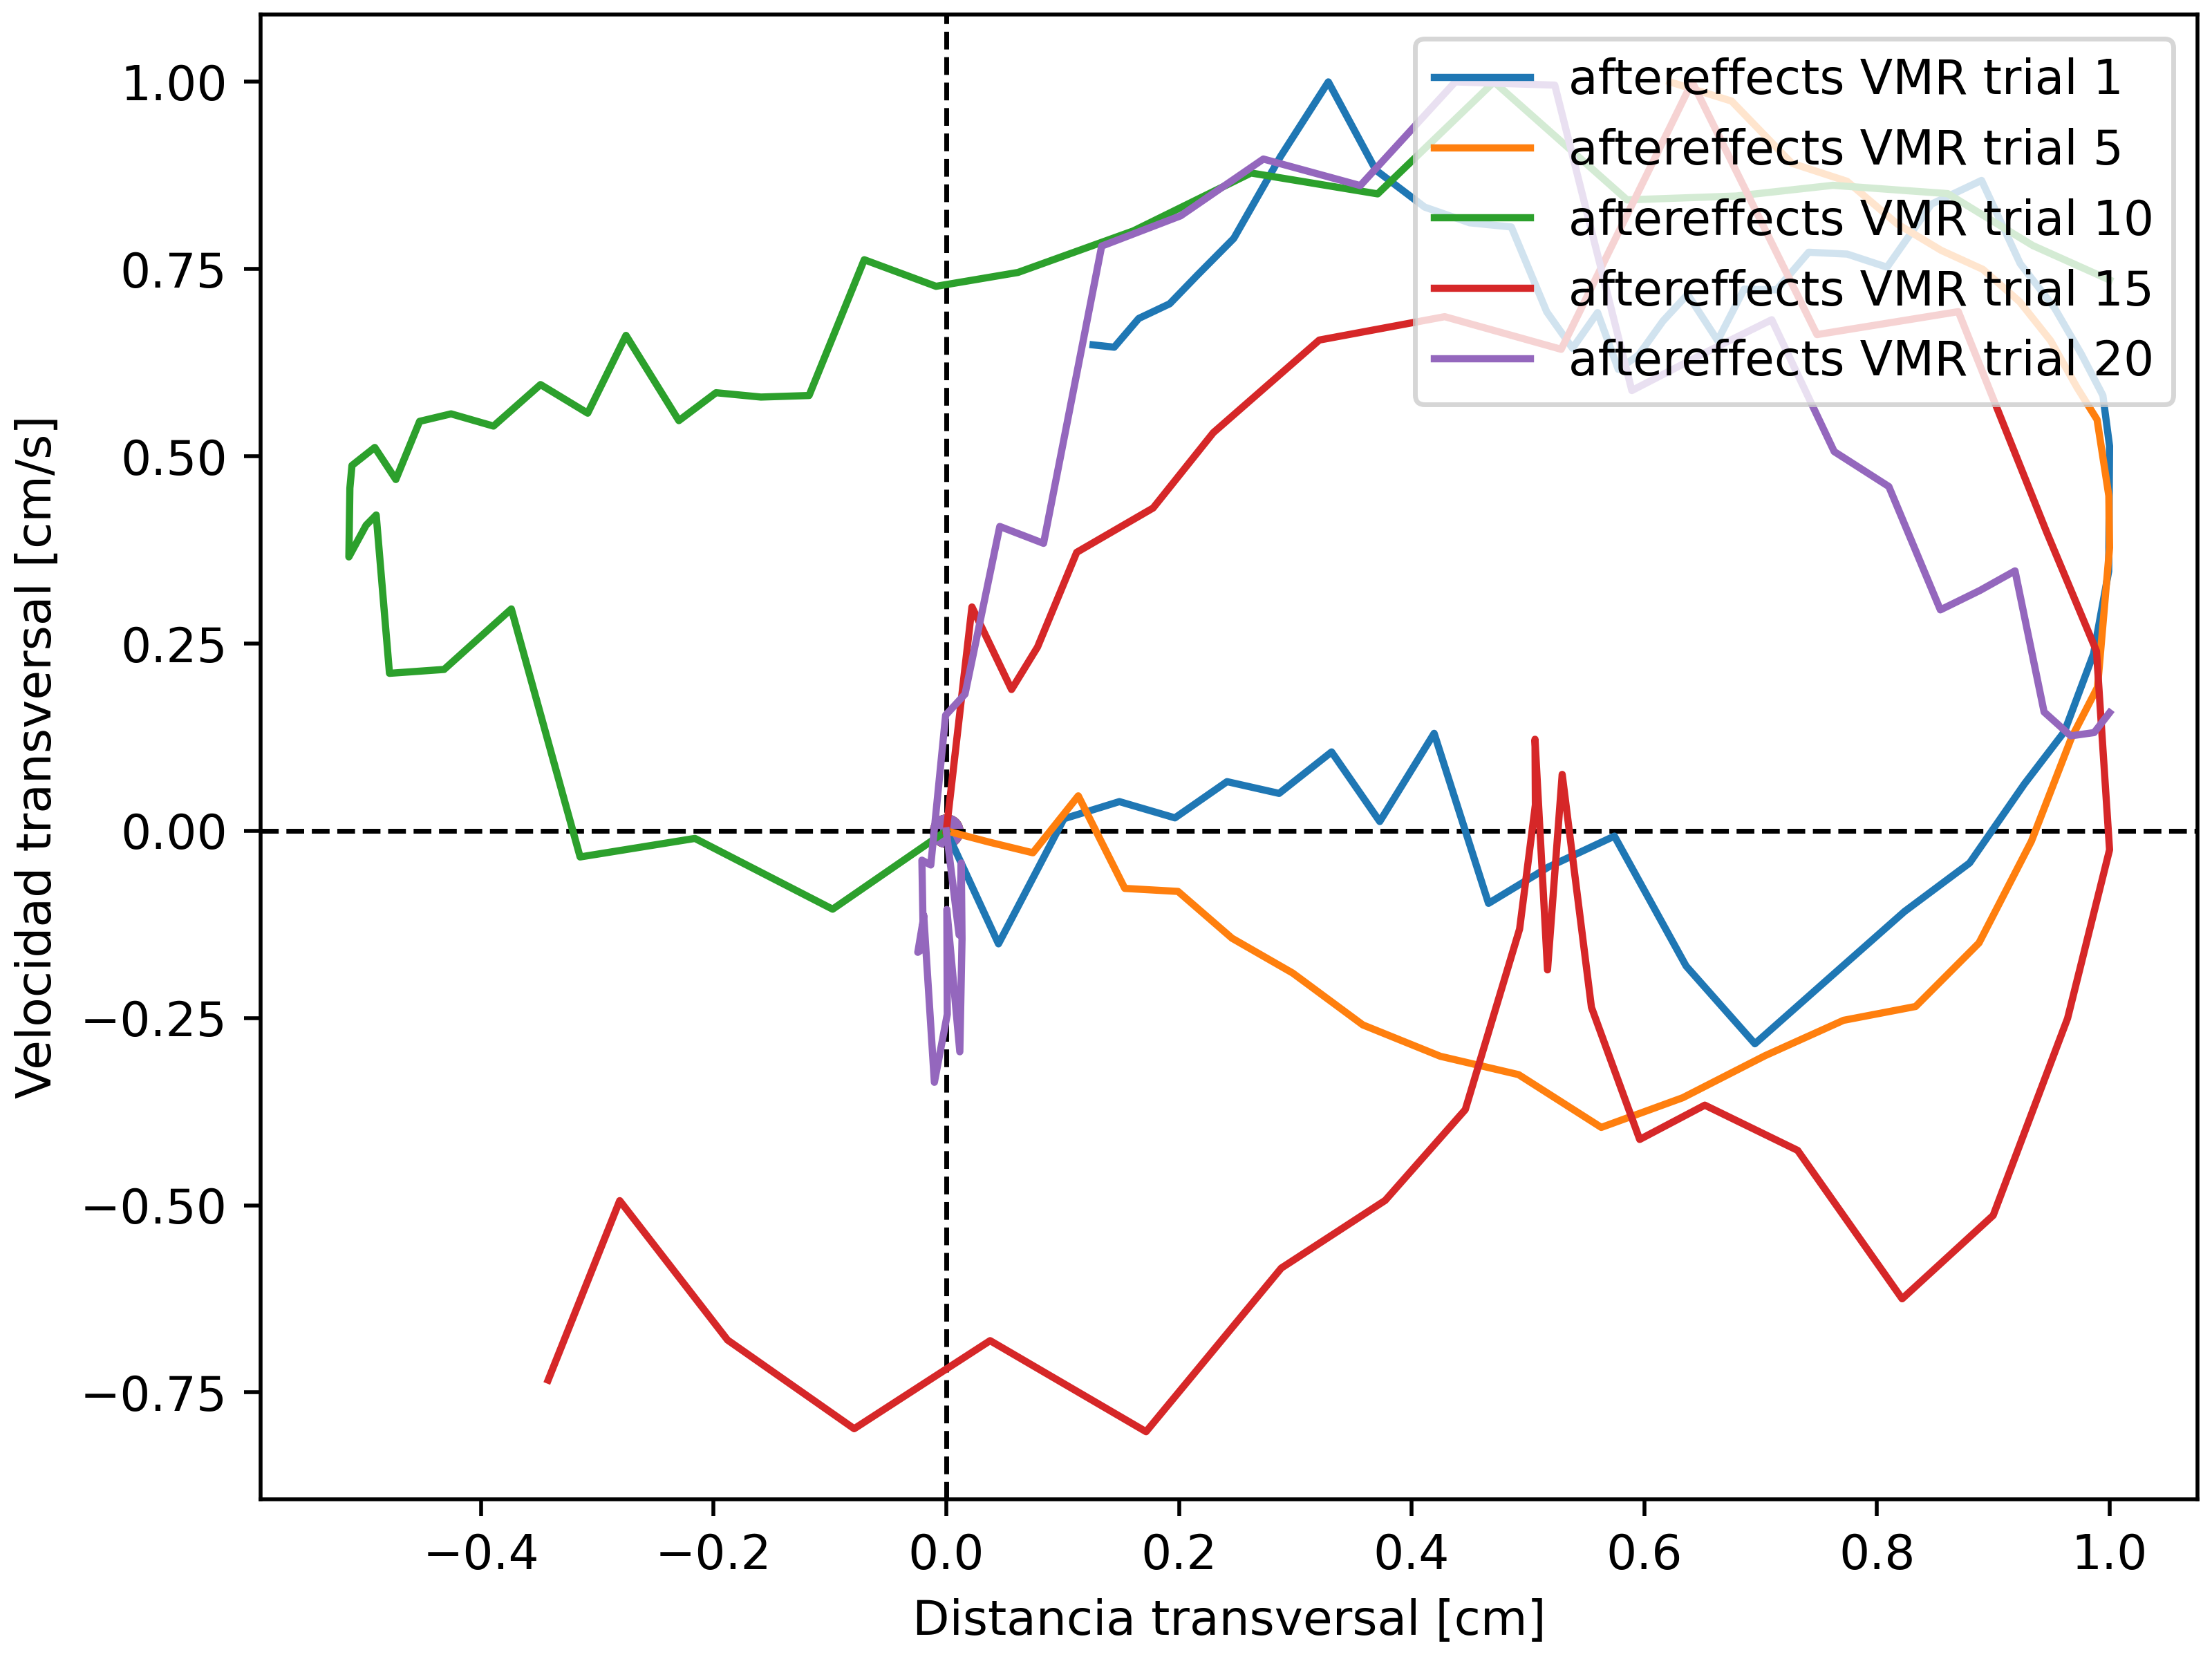 aftereffects VMR trial 1
aftereffects VMR trial 5
aftereffects VMR trial 10
aftereffects VMR trial 15
aftereffects VMR trial 20
1.00
0.75
0.50
0.25
0.00
−0.25
−0.50
−0.75
Velocidad transversal [cm/s]
−0.4 −0.2 0.0 0.2 0.4 0.6 0.8 1.0
Distancia transversal [cm]